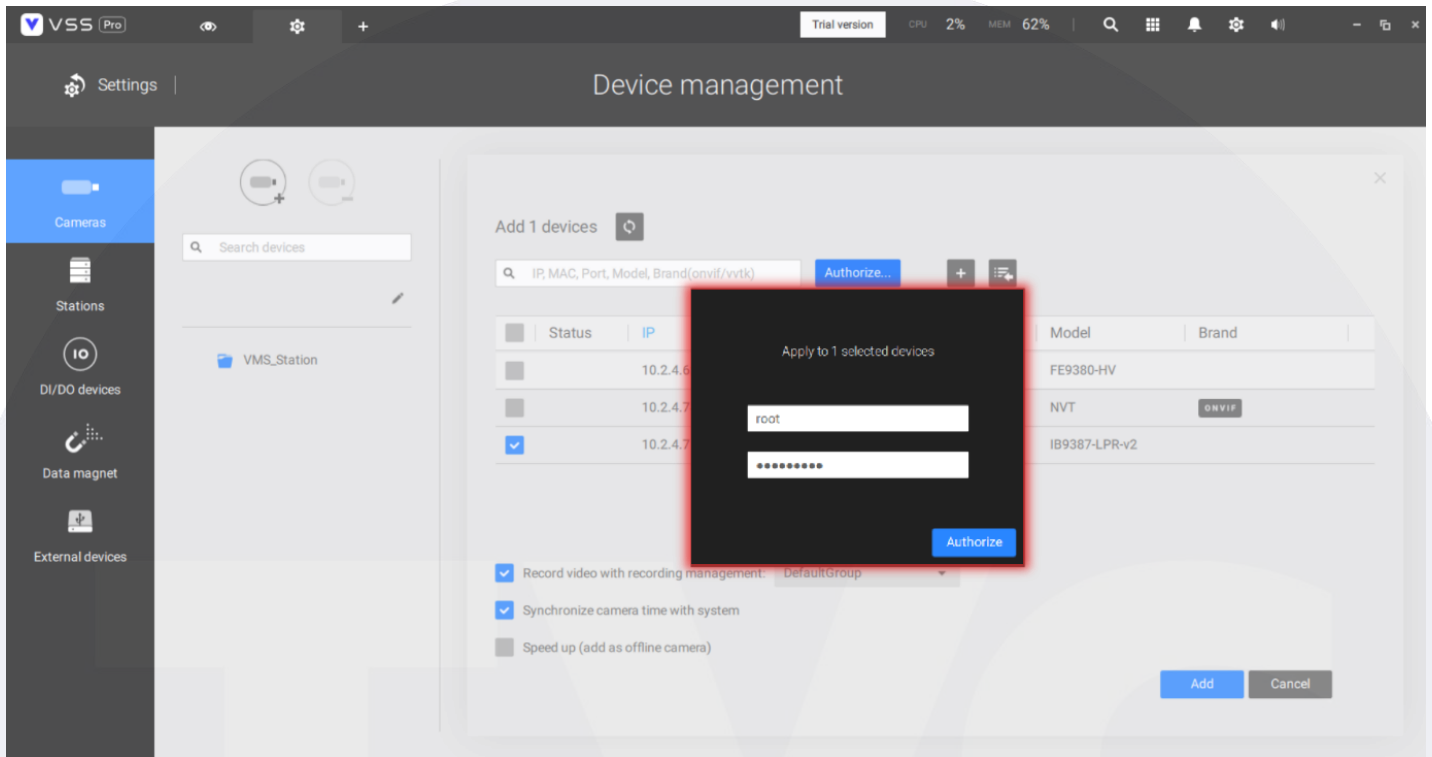 VSS Pro
Trial version
CPU 2% MEM 62%
Settings
Device management
Cameras
Stations
IO
DI/DO devices
Data magnet
External devices
Search devices
VMS_Station
Add 1 devices
IP, MAC, Port, Model, Brand(onvif/vvtk)
Authorize...
Status IP Model Brand
10.2.4.6 FE9380-HV
10.2.4.7 NVT ONVIF
10.2.4.7 IB9387-LPR-v2
Apply to 1 selected devices
root
Authorize
Record video with recording management: DefaultGroup
Synchronize camera time with system
Speed up (add as offline camera)
Add Cancel